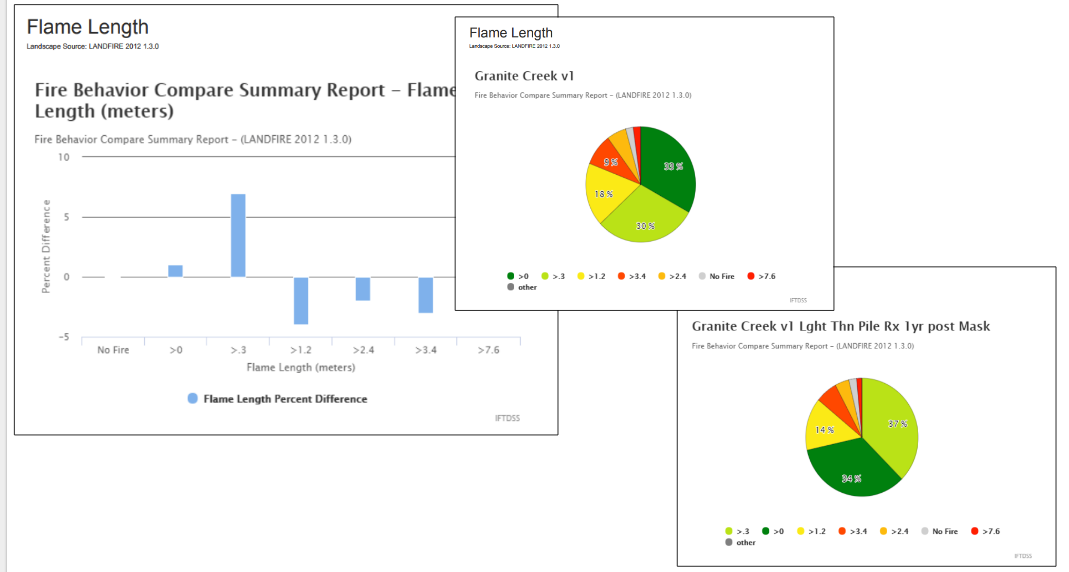 Flame Length
Landscape Source: LANDFIRE 2012 1.3.0
Fire Behavior Compare Summary Report – Flame
Length (meters)
Fire Behavior Compare Summary Report – (LANDFIRE 2012 1.3.0)
10
5
0
−5
Percent Difference
No Fire >0 >.3 >1.2 >2.4 >3.4 >7.6
Flame Length (meters)
Flame Length Percent Difference
IFTDSS
Flame Length
Landscape Source: LANDFIRE 2012 1.3.0
Granite Creek v1
Fire Behavior Compare Summary Report – (LANDFIRE 2012 1.3.0)
33 %
30 %
18 %
9 %
>0 >.3 >1.2 >3.4 >2.4 No Fire >7.6
other
IFTDSS
Granite Creek v1 Lght Thn Pile Rx 1yr post Mask
Fire Behavior Compare Summary Report – (LANDFIRE 2012 1.3.0)
37 %
34 %
14 %
>.3 >0 >1.2 >3.4 >2.4 No Fire >7.6
other
IFTDSS